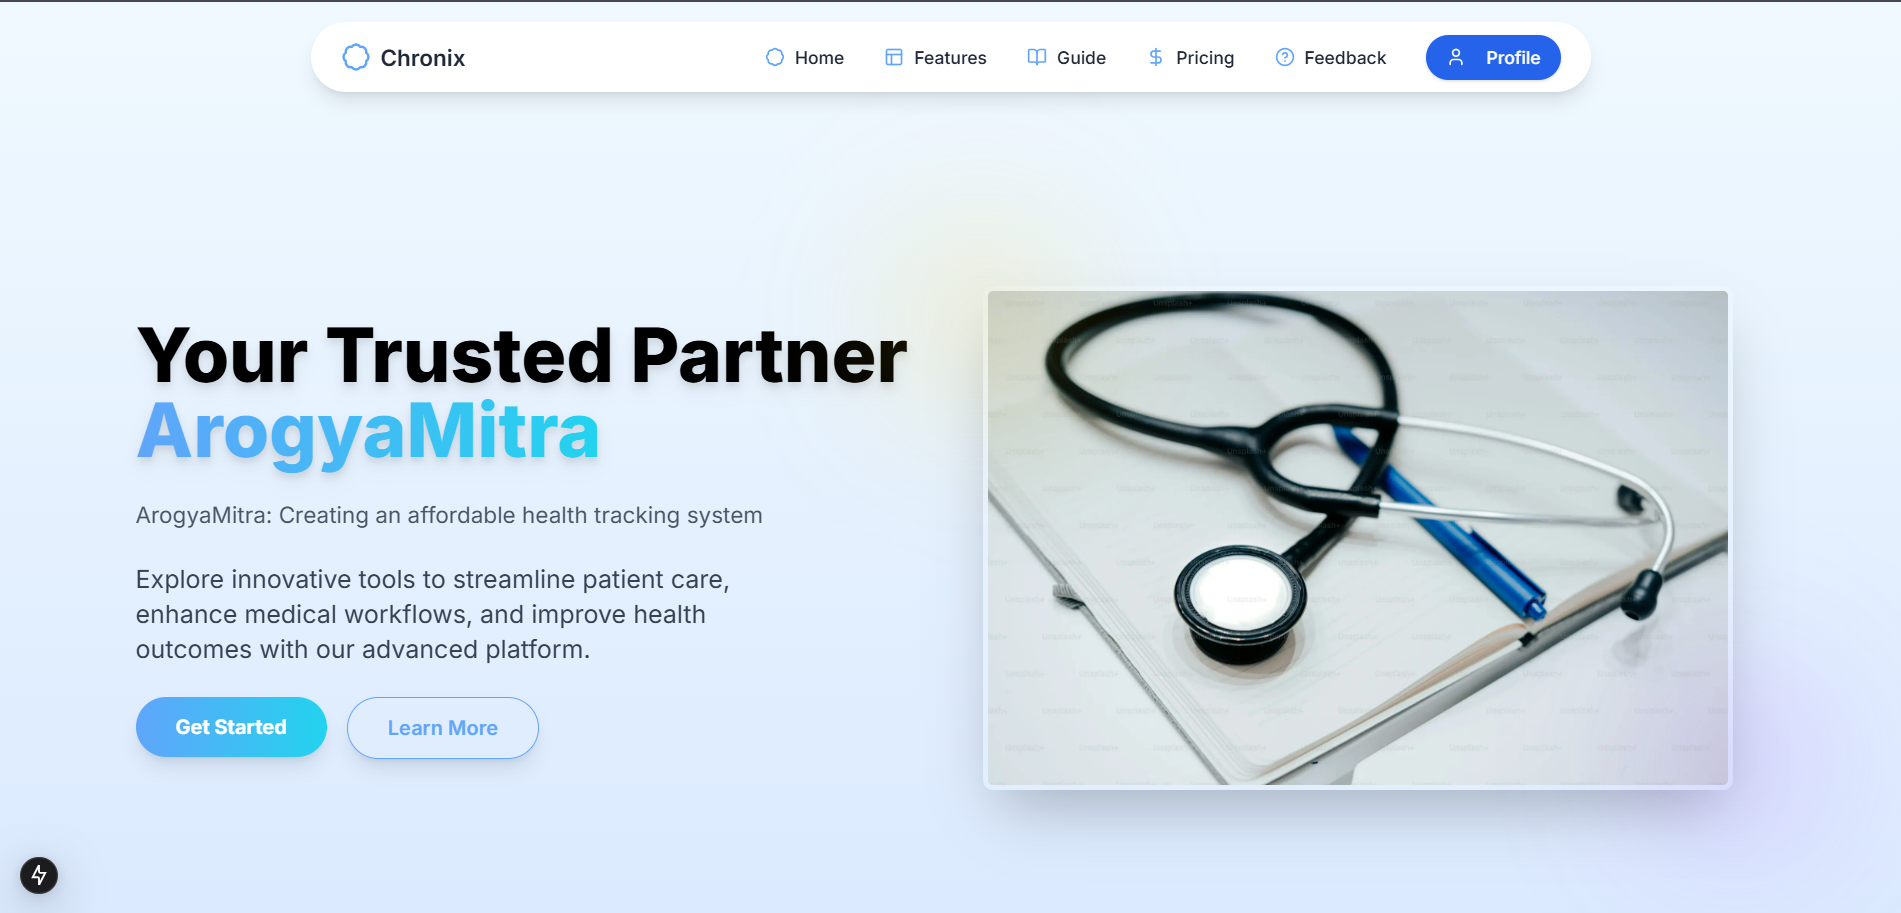 Chronix
Home
Features
Guide
Pricing
Feedback
Profile
Your Trusted Partner
ArogyaMitra
ArogyaMitra: Creating an affordable health tracking system
Explore innovative tools to streamline patient care,
enhance medical workflows, and improve health
outcomes with our advanced platform.
Get Started
Learn More
Unsplash+